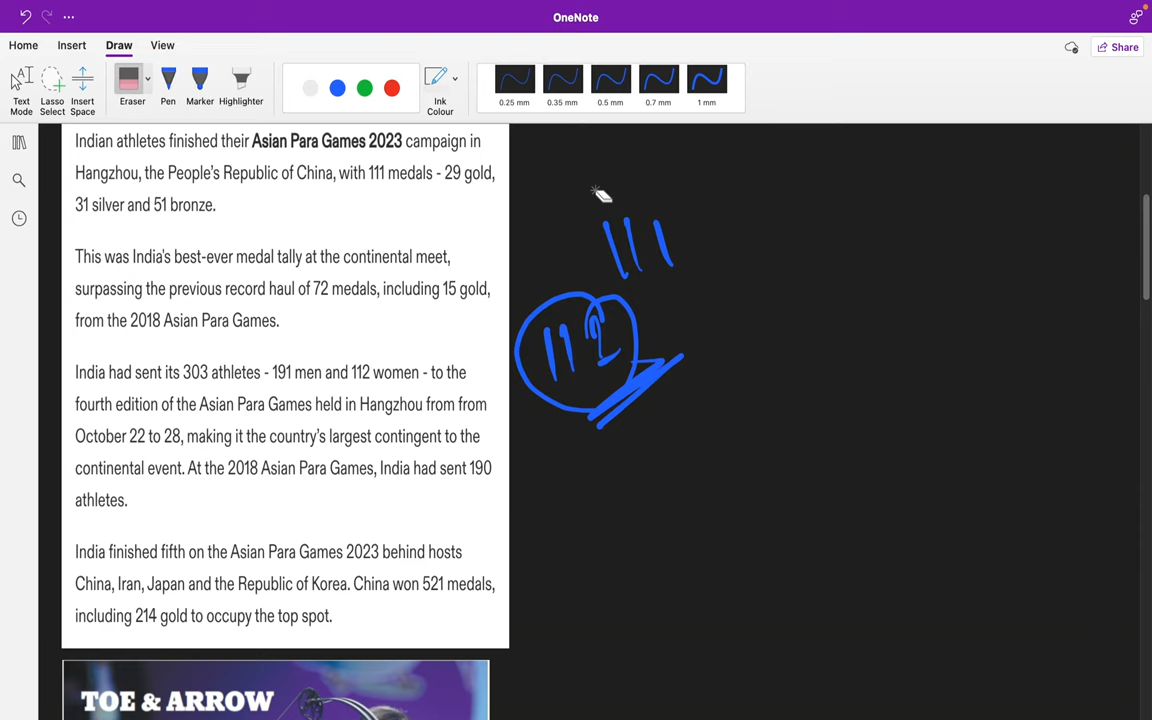 OneNote
Home Insert Draw View
Share
Text Mode
Lasso Select
Insert Space
Eraser
Pen
Marker
Highlighter
Ink Colour
0.25 mm 0.35 mm 0.5 mm 0.7 mm 1 mm
Indian athletes finished their Asian Para Games 2023 campaign in
Hangzhou, the People's Republic of China, with 111 medals - 29 gold,
31 silver and 51 bronze.
This was India's best-ever medal tally at the continental meet,
surpassing the previous record haul of 72 medals, including 15 gold,
from the 2018 Asian Para Games.
India had sent its 303 athletes - 191 men and 112 women - to the
fourth edition of the Asian Para Games held in Hangzhou from from
October 22 to 28, making it the country's largest contingent to the
continental event. At the 2018 Asian Para Games, India had sent 190
athletes.
India finished fifth on the Asian Para Games 2023 behind hosts
China, Iran, Japan and the Republic of Korea. China won 521 medals,
including 214 gold to occupy the top spot.
111
112
TOE & ARROW